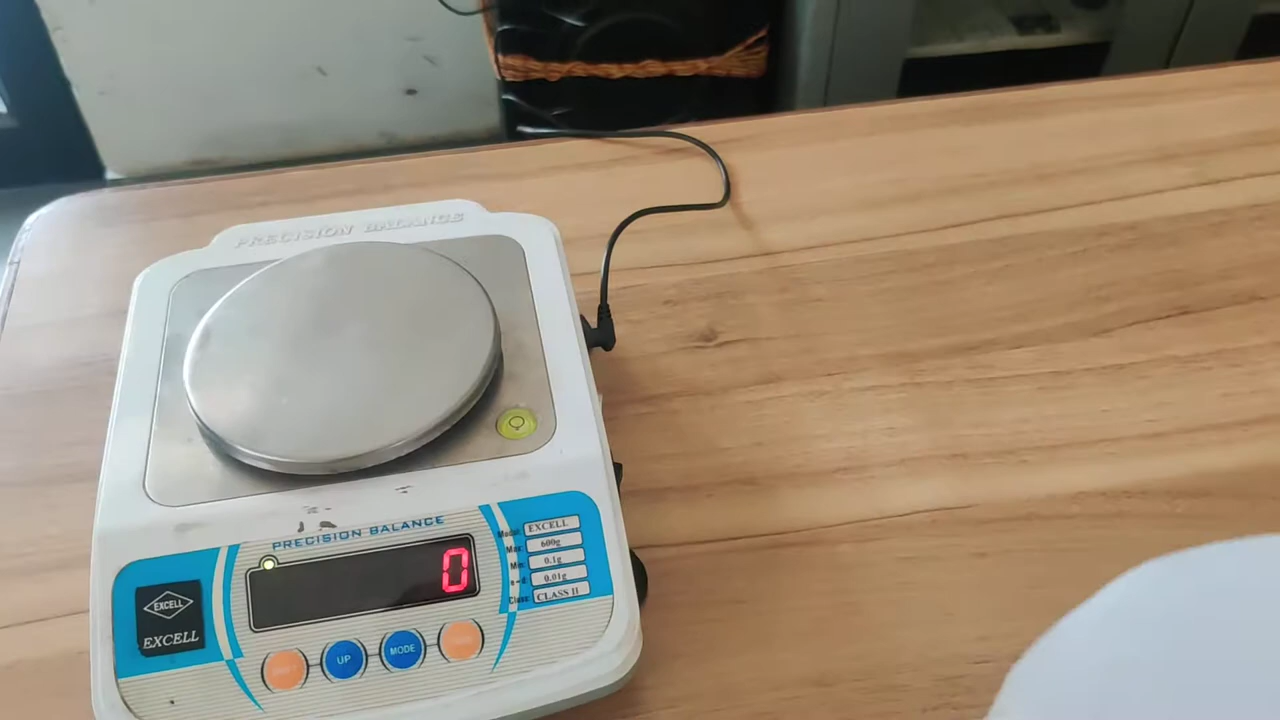 PRECISION BALANCE
PRECISION BALANCE
0
Model: EXCELL
Max: 600g
Min: 0.1g
e=d: 0.01g
Class: CLASS II
EXCELL
EXCELL
UP
MODE